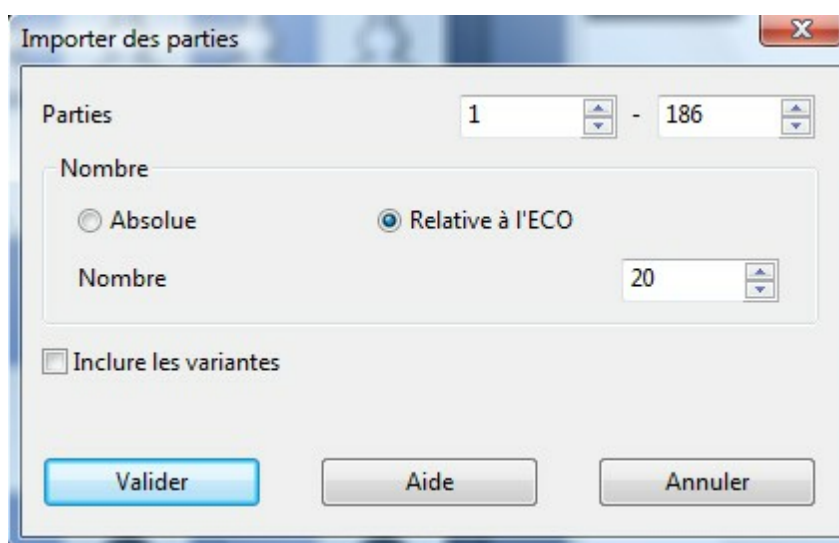 Importer des parties
Parties 1 - 186
Nombre
Absolue Relative à l'ECO
Nombre 20
Inclure les variantes
Valider Aide Annuler